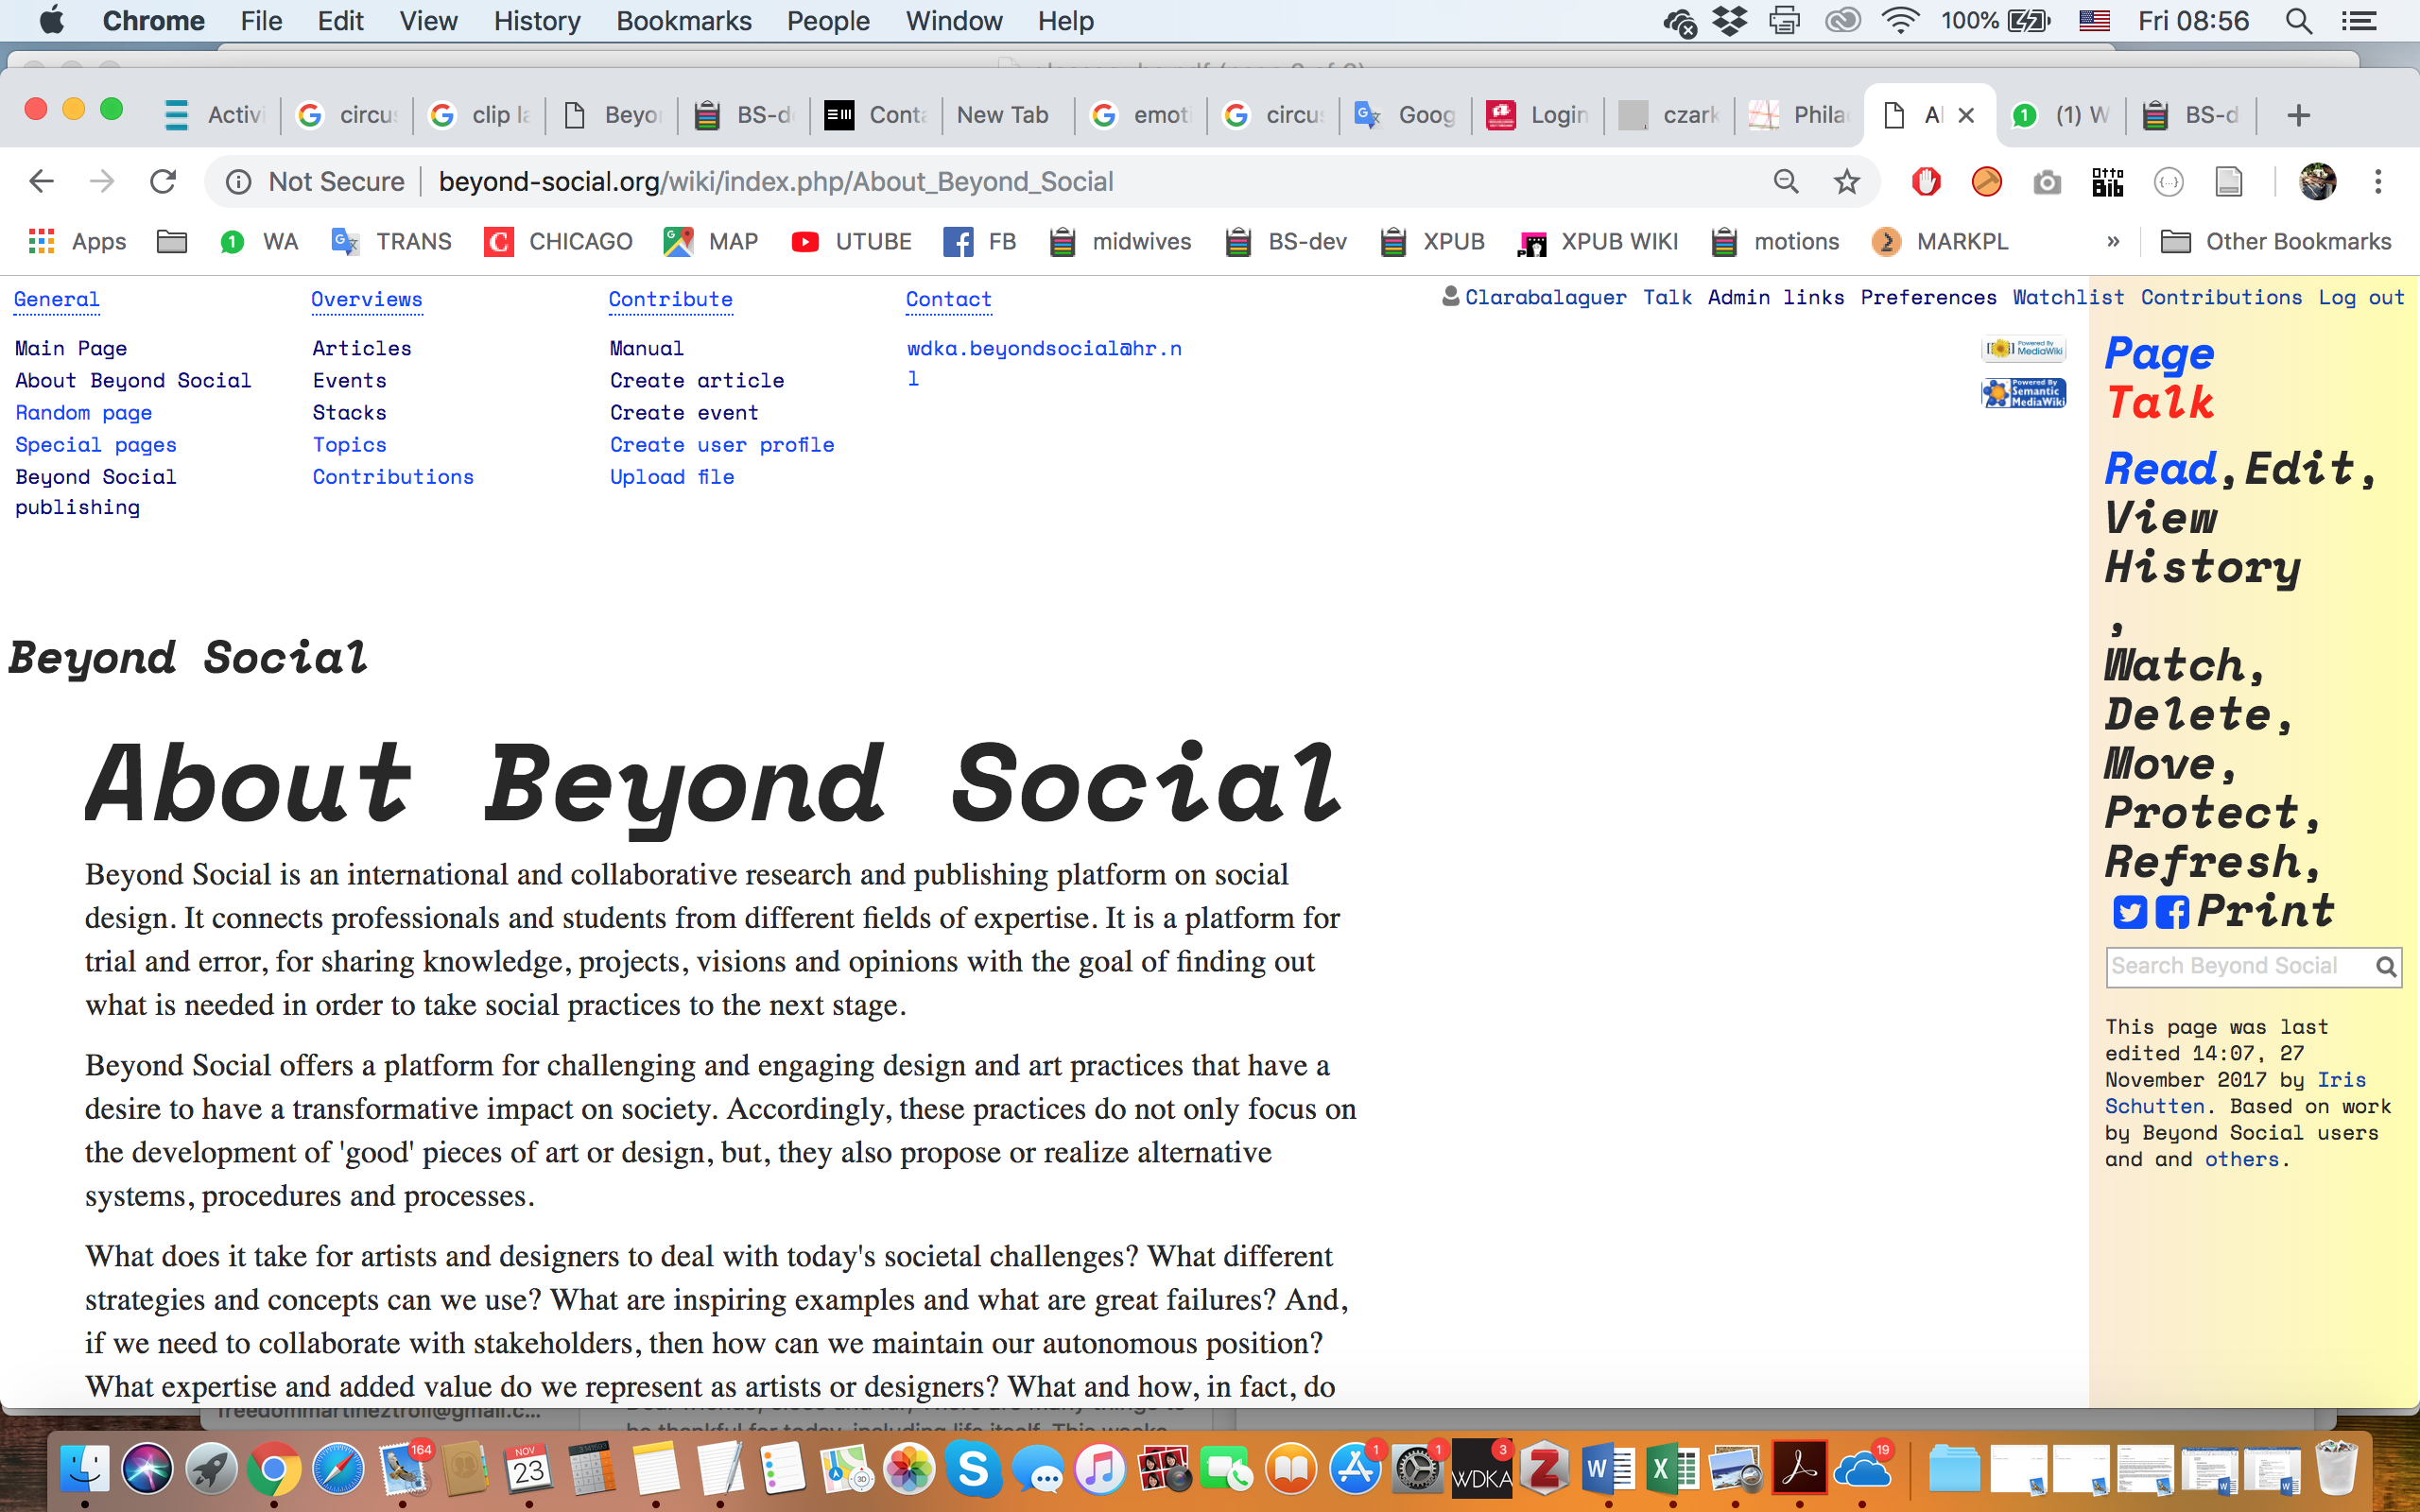 Chrome File Edit View History Bookmarks People Window Help 100% Fri 08:56
Activi circu clip la Beyo BS-d Conta New Tab emoti circu Goog Login czark Phila Al (1) W BS-d
Not Secure beyond-social.org/wiki/index.php/About_Beyond_Social Otto Bib
Apps WA TRANS CHICAGO MAP UTUBE FB midwives BS-dev XPUB XPUB WIKI motions MARKPL » Other Bookmarks
Clarabalaguer Talk Admin links Preferences Watchlist Contributions Log out
General
Main Page
About Beyond Social
Random page
Special pages
Beyond Social
publishing
Overviews
Articles
Events
Stacks
Topics
Contributions
Contribute
Manual
Create article
Create event
Create user profile
Upload file
Contact
wdka.beyondsocial@hr.n
l
Powered By
MediaWiki
Powered By
Semantic
MediaWiki
Beyond Social
About Beyond Social
Beyond Social is an international and collaborative research and publishing platform on social
design. It connects professionals and students from different fields of expertise. It is a platform for
trial and error, for sharing knowledge, projects, visions and opinions with the goal of finding out
what is needed in order to take social practices to the next stage.
Beyond Social offers a platform for challenging and engaging design and art practices that have a
desire to have a transformative impact on society. Accordingly, these practices do not only focus on
the development of 'good' pieces of art or design, but, they also propose or realize alternative
systems, procedures and processes.
What does it take for artists and designers to deal with today's societal challenges? What different
strategies and concepts can we use? What are inspiring examples and what are great failures? And,
if we need to collaborate with stakeholders, then how can we maintain our autonomous position?
What expertise and added value do we represent as artists or designers? What and how, in fact, do
Page
Talk
Read,Edit,
View
History
,
Watch,
Delete,
Move,
Protect,
Refresh,
Print
Search Beyond Social
This page was last
edited 14:07, 27
November 2017 by Iris
Schutten. Based on work
by Beyond Social users
and and others.
freedommartineztroll@gmail.c...
164 NOV 23 3D 1 1 WDKA 3 19